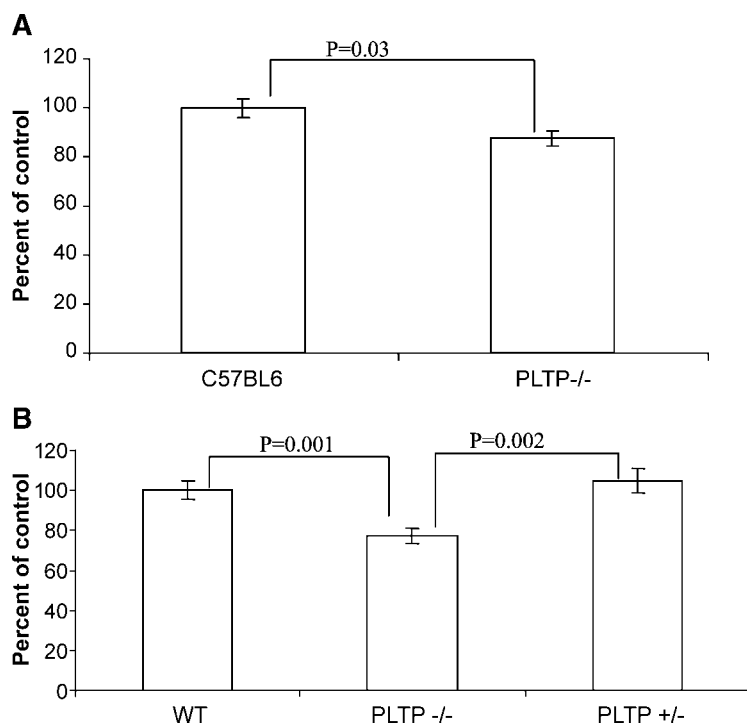 A
P=0.03
Percent of control
120
100
80
60
40
20
0
C57BL6
PLTP-/-
B
P=0.001
P=0.002
Percent of control
120
100
80
60
40
20
0
WT
PLTP -/-
PLTP +/-